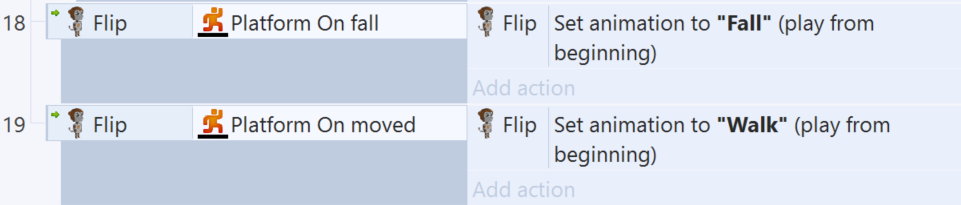 18 Flip Platform On fall Flip Set animation to "Fall" (play from
beginning)
Add action
19 Flip Platform On moved Flip Set animation to "Walk" (play from
beginning)
Add action